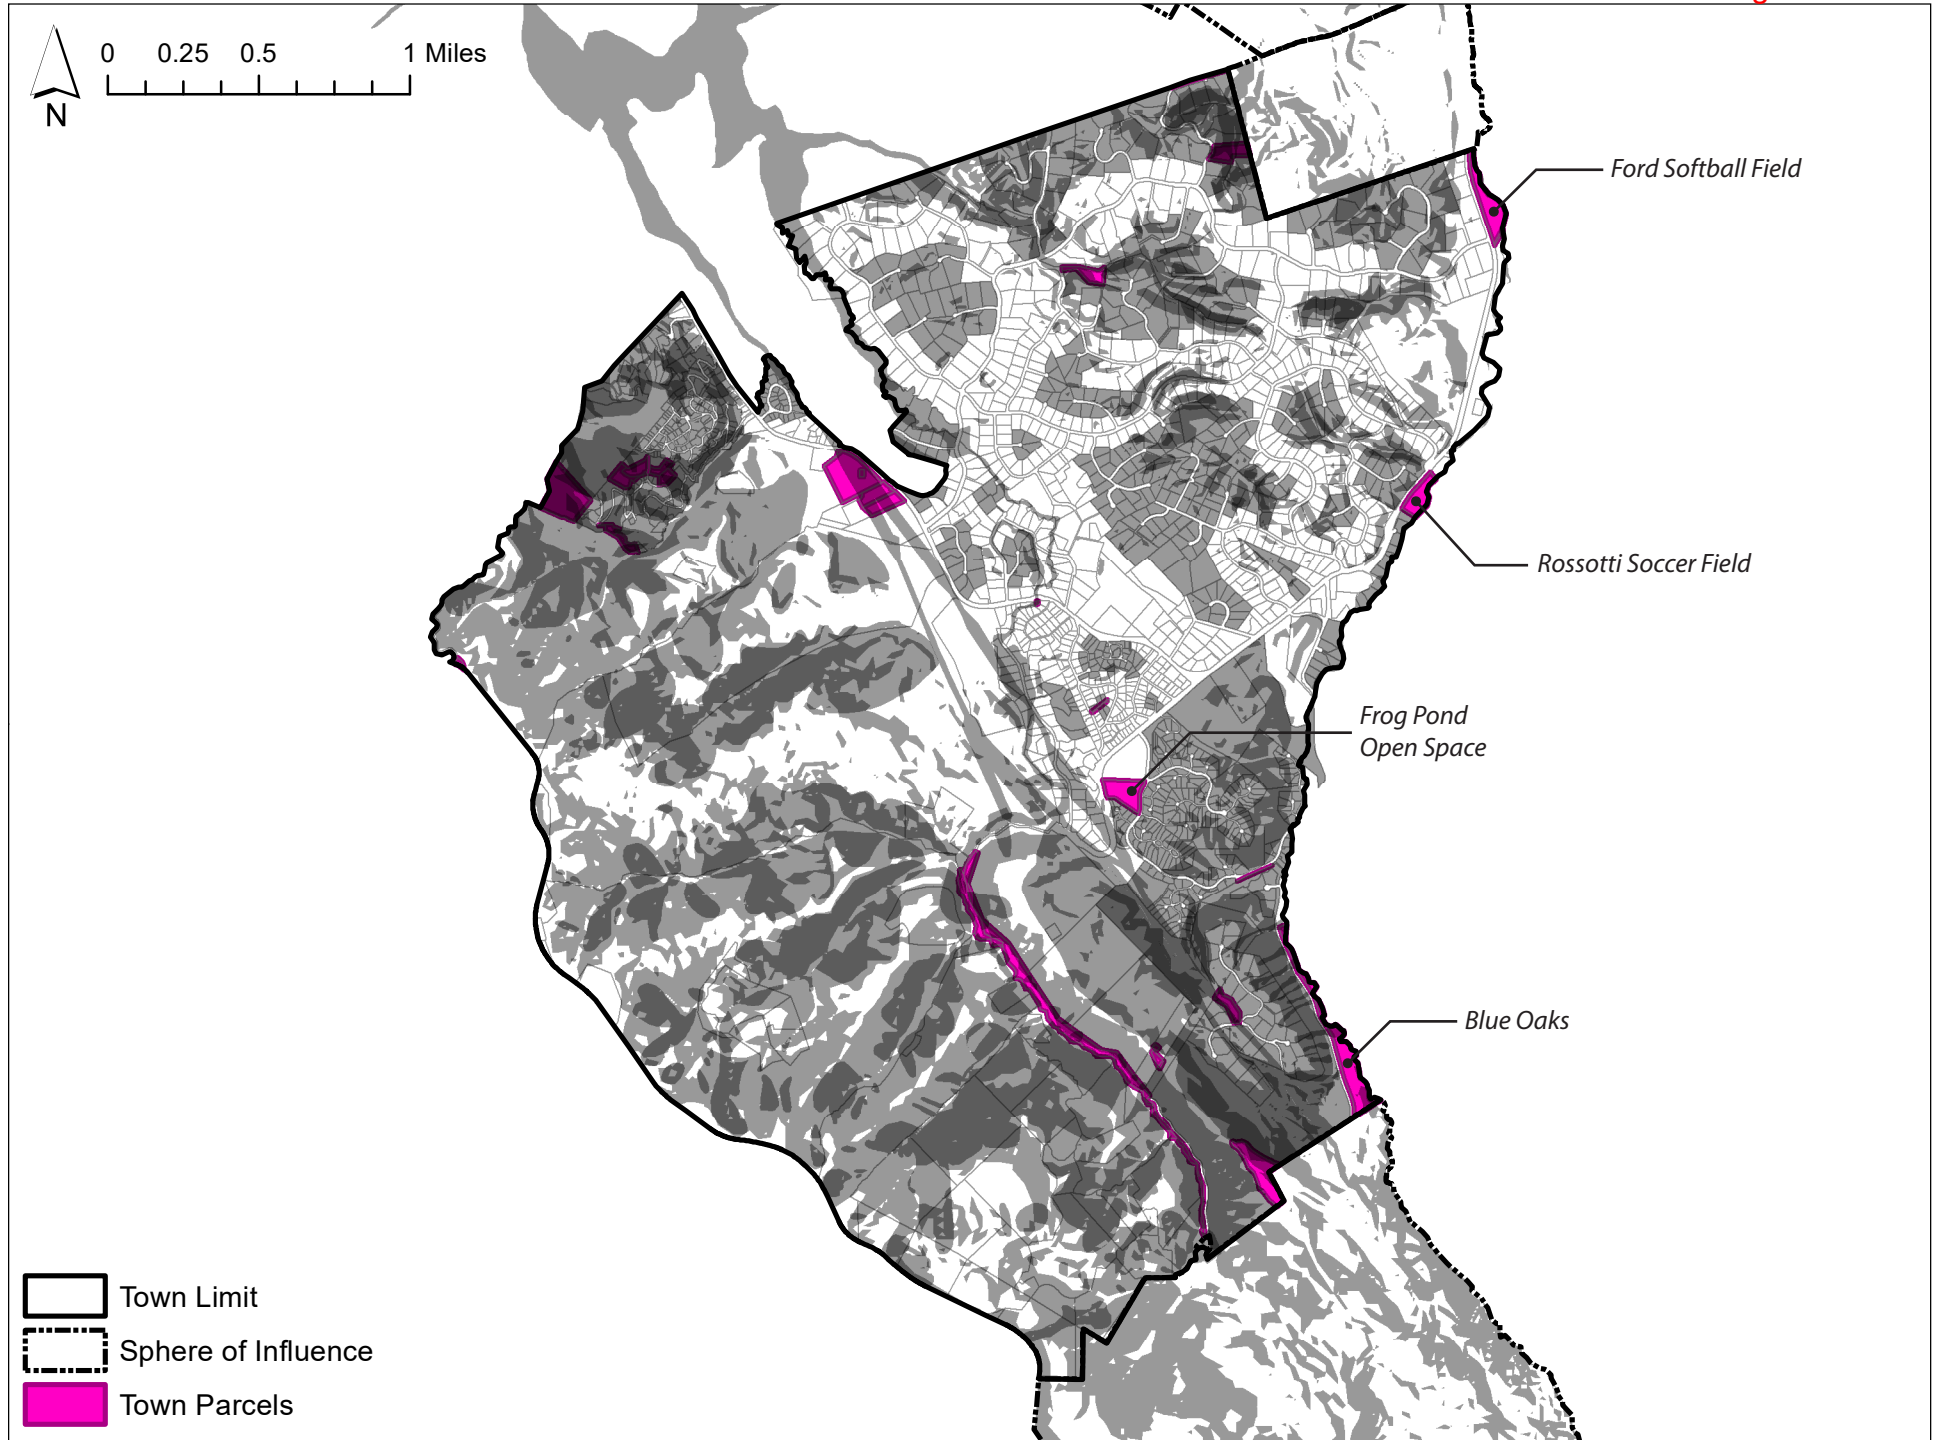 0 0.25 0.5 1 Miles
N
Ford Softball Field
Rossotti Soccer Field
Frog Pond
Open Space
Blue Oaks
Town Limit
Sphere of Influence
Town Parcels